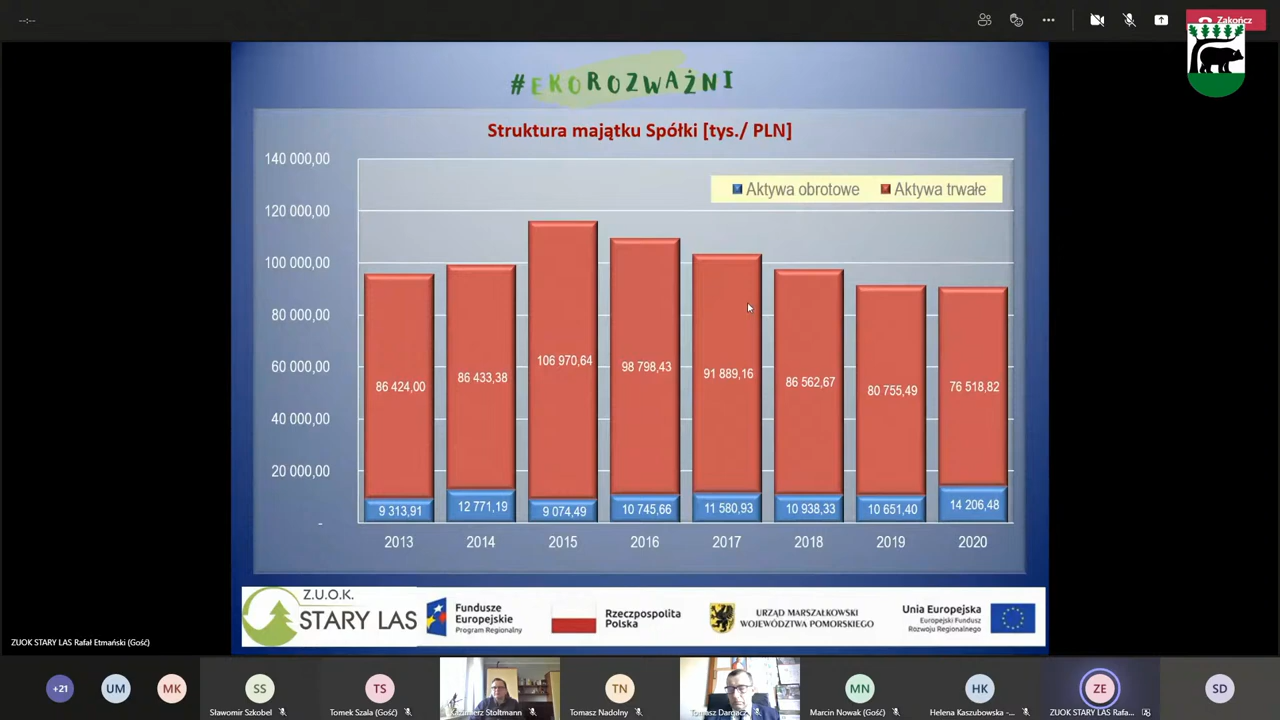 --:--
Zakończ
#EKOROZWAŻNI
Struktura majątku Spółki [tys./ PLN]
140 000,00
120 000,00
100 000,00
80 000,00
60 000,00
40 000,00
20 000,00
-
Aktywa obrotowe
Aktywa trwałe
86 424,00
86 433,38
106 970,64
98 798,43
91 889,16
86 562,67
80 755,49
76 518,82
9 313,91
12 771,19
9 074,49
10 745,66
11 580,93
10 938,33
10 651,40
14 206,48
2013
2014
2015
2016
2017
2018
2019
2020
Z.U.O.K.
STARY LAS
Fundusze
Europejskie
Program Regionalny
Rzeczpospolita
Polska
URZĄD MARSZAŁKOWSKI
WOJEWÓDZTWA POMORSKIEGO
Unia Europejska
Europejski Fundusz
Rozwoju Regionalnego
ZUOK STARY LAS Rafał Etmański (Gość)
+21
UM
MK
SS
Sławomir Szkobel
TS
Tomek Szala (Gość)
Kazimierz Stoltmann
TN
Tomasz Nadolny
Tomasz Dargacz
MN
Marcin Nowak (Gość)
HK
Helena Kaszubowska -...
ZE
ZUOK STARY LAS Rafa...
SD